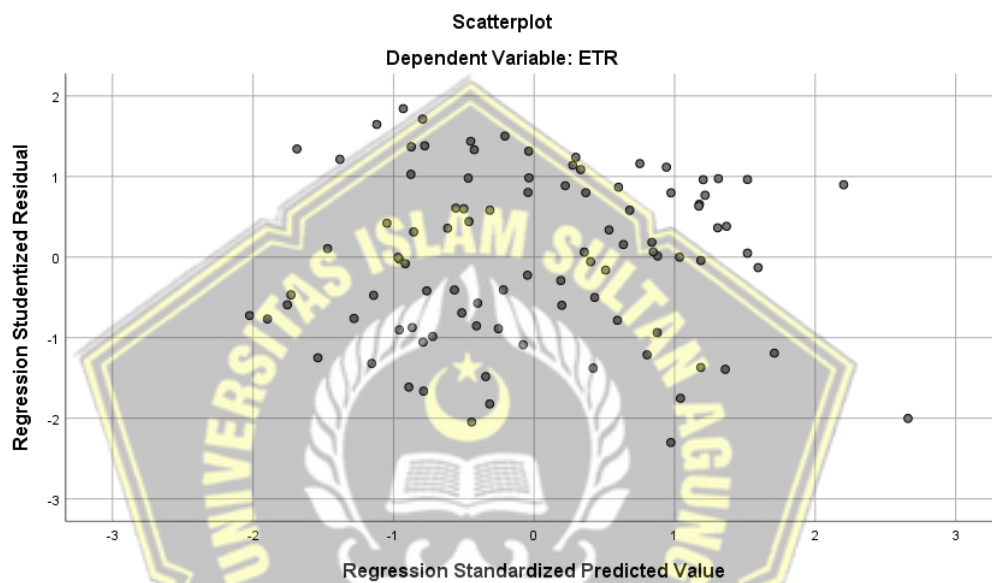 Scatterplot
Dependent Variable: ETR
Regression Studentized Residual
2
1
0
-1
-2
-3
-3
-2
-1
0
1
2
3
Regression Standardized Predicted Value
UNIVERSITAS ISLAM SULTAN AGUNG